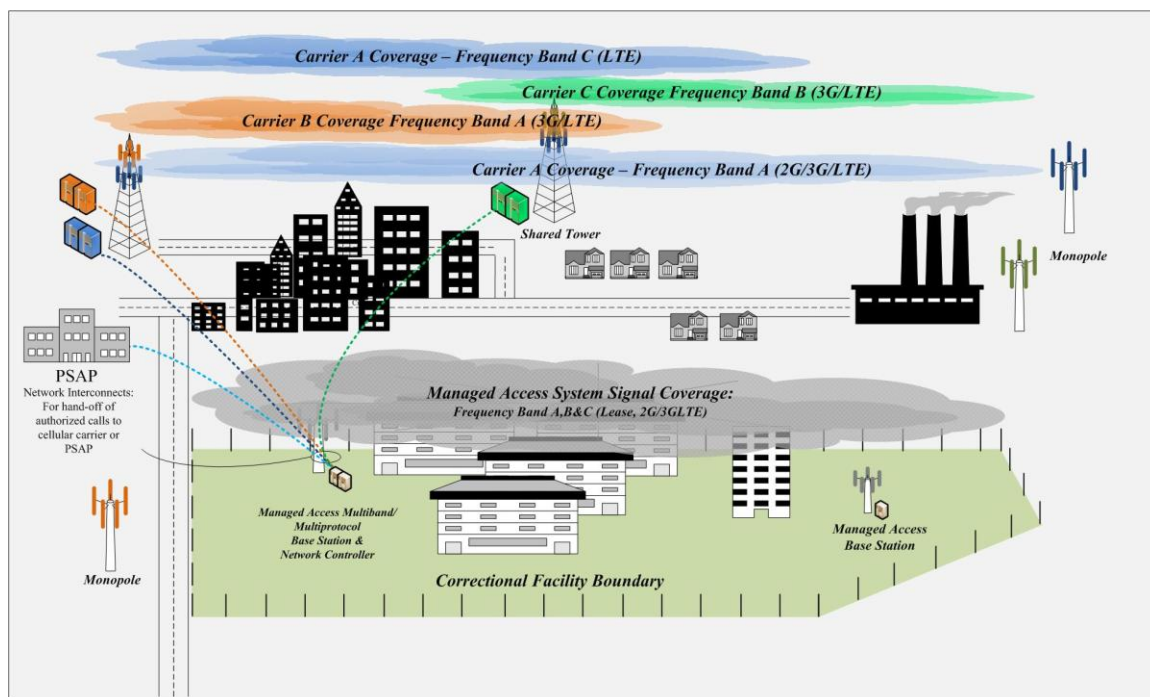 Carrier A Coverage – Frequency Band C (LTE)
Carrier C Coverage Frequency Band B (3G/LTE)
Carrier B Coverage Frequency Band A (3G/LTE)
Carrier A Coverage – Frequency Band A (2G/3G/LTE)
Shared Tower
Monopole
PSAP
Network Interconnects:
For hand-off of
authorized calls to
cellular carrier or
PSAP
Managed Access System Signal Coverage:
Frequency Band A,B&C (Lease, 2G/3GLTE)
Managed Access Multiband/
Multiprotocol
Base Station &
Network Controller
Managed Access
Base Station
Monopole
Correctional Facility Boundary